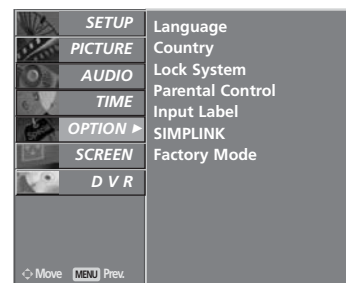 SETUP
PICTURE
AUDIO
TIME
OPTION ►
SCREEN
D V R
Language
Country
Lock System
Parental Control
Input Label
SIMPLINK
Factory Mode
Move MENU Prev.